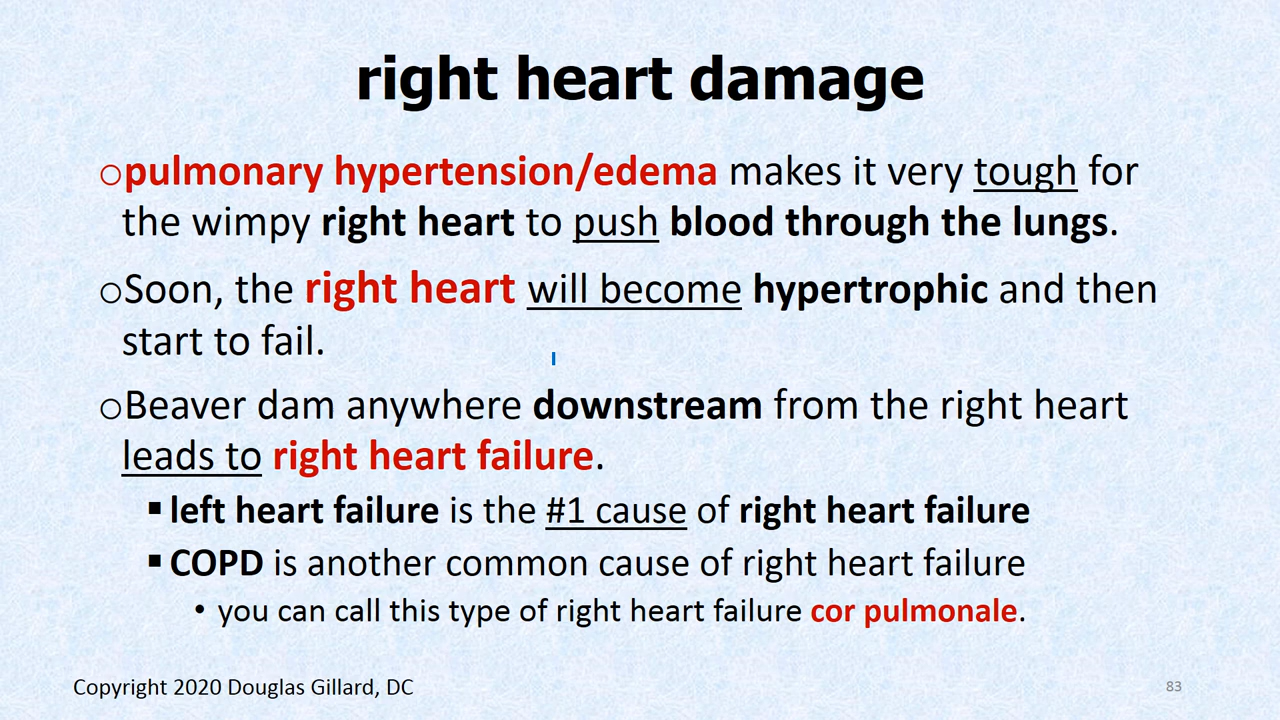 right heart damage
○pulmonary hypertension/edema makes it very tough for
the wimpy right heart to push blood through the lungs.
○Soon, the right heart will become hypertrophic and then
start to fail.
○Beaver dam anywhere downstream from the right heart
leads to right heart failure.
▪ left heart failure is the #1 cause of right heart failure
▪ COPD is another common cause of right heart failure
• you can call this type of right heart failure cor pulmonale.
Copyright 2020 Douglas Gillard, DC
83